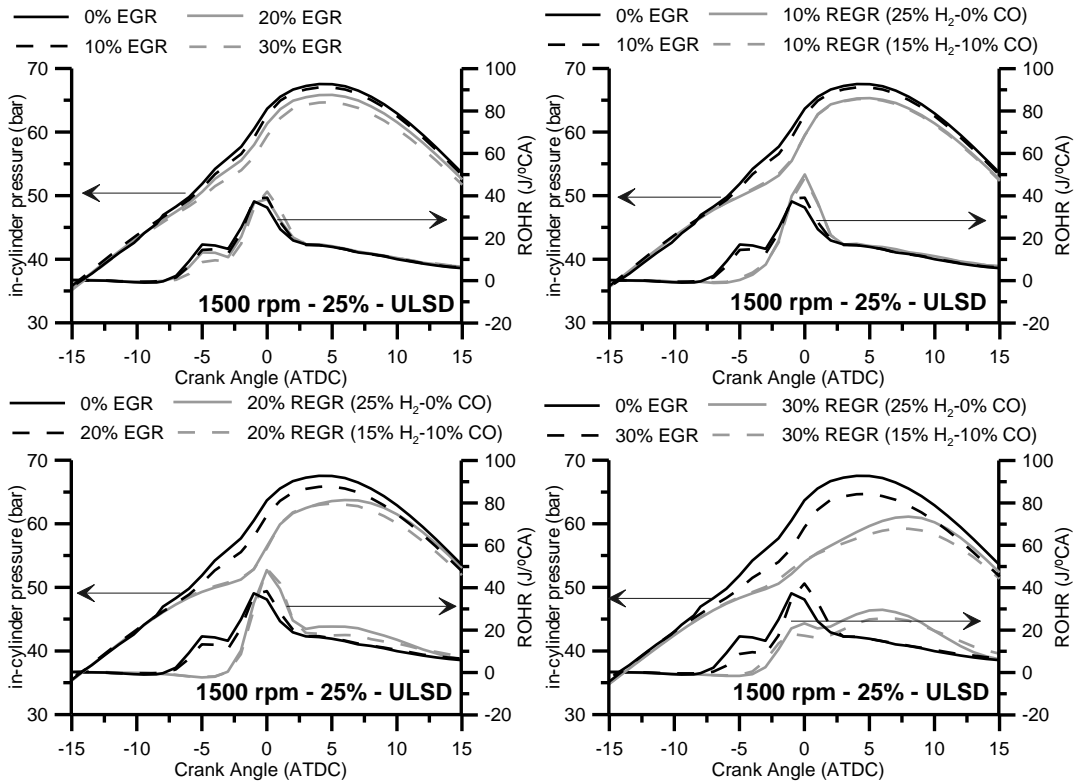 0% EGR 20% EGR
10% EGR 30% EGR
70
60
50
40
30
in-cylinder pressure (bar)
100
80
60
40
20
0
-20
ROHR (J/ºCA)
1500 rpm - 25% - ULSD
-15 -10 -5 0 5 10 15
Crank Angle (ATDC)
0% EGR 10% REGR (25% H2-0% CO)
10% EGR 10% REGR (15% H2-10% CO)
70
60
50
40
30
in-cylinder pressure (bar)
100
80
60
40
20
0
-20
ROHR (J/ºCA)
1500 rpm - 25% - ULSD
-15 -10 -5 0 5 10 15
Crank Angle (ATDC)
0% EGR 20% REGR (25% H2-0% CO)
20% EGR 20% REGR (15% H2-10% CO)
70
60
50
40
30
in-cylinder pressure (bar)
100
80
60
40
20
0
-20
ROHR (J/ºCA)
1500 rpm - 25% - ULSD
-15 -10 -5 0 5 10 15
Crank Angle (ATDC)
0% EGR 30% REGR (25% H2-0% CO)
30% EGR 30% REGR (15% H2-10% CO)
70
60
50
40
30
in-cylinder pressure (bar)
100
80
60
40
20
0
-20
ROHR (J/ºCA)
1500 rpm - 25% - ULSD
-15 -10 -5 0 5 10 15
Crank Angle (ATDC)